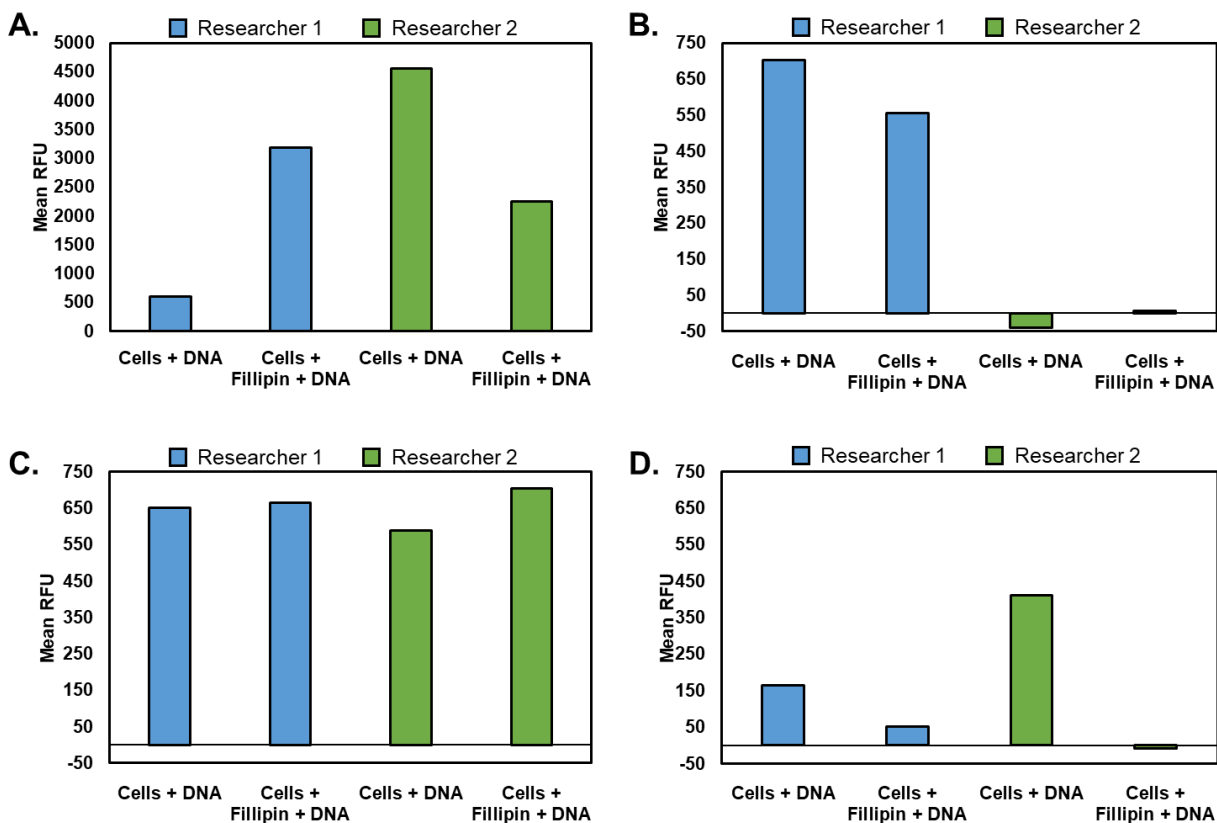 A.
Researcher 1 Researcher 2
5000
4500
4000
3500
3000
2500
2000
1500
1000
500
0
Mean RFU
Cells + DNA
Cells +
Fillipin + DNA
Cells + DNA
Cells +
Fillipin + DNA
B.
Researcher 1 Researcher 2
750
650
550
450
350
250
150
50
-50
Mean RFU
Cells + DNA
Cells +
Fillipin + DNA
Cells + DNA
Cells +
Fillipin + DNA
C.
Researcher 1 Researcher 2
750
650
550
450
350
250
150
50
-50
Mean RFU
Cells + DNA
Cells +
Fillipin + DNA
Cells + DNA
Cells +
Fillipin + DNA
D.
Researcher 1 Researcher 2
750
650
550
450
350
250
150
50
-50
Mean RFU
Cells + DNA
Cells +
Fillipin + DNA
Cells + DNA
Cells +
Fillipin + DNA